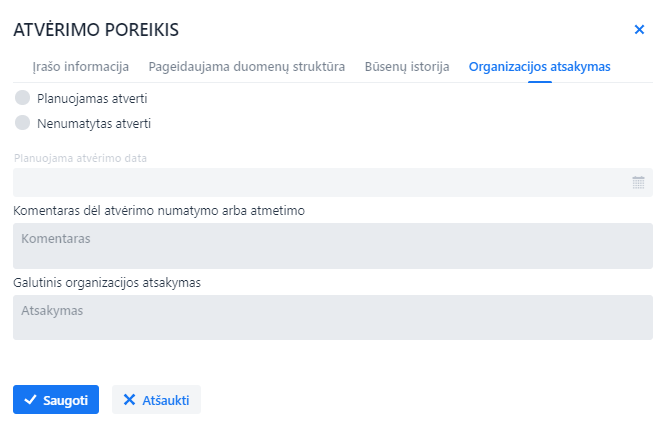 ATVĖRIMO POREIKIS
Įrašo informacija Pageidaujama duomenų struktūra Būsenų istorija Organizacijos atsakymas
Planuojamas atverti
Nenumatytas atverti
Planuojama atvėrimo data
Komentaras dėl atvėrimo numatymo arba atmetimo
Komentaras
Galutinis organizacijos atsakymas
Atsakymas
Saugoti Atšaukti